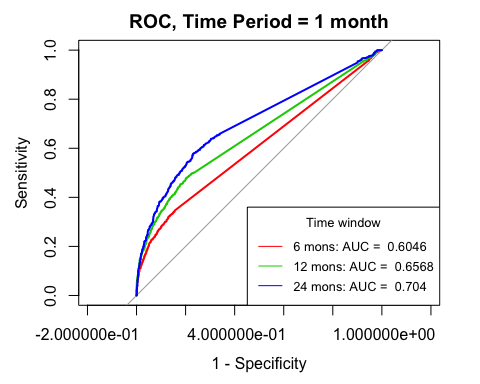 ROC, Time Period = 1 month
1.0
0.8
0.6
0.4
0.2
0.0
Sensitivity
Time window
6 mons: AUC = 0.6046
12 mons: AUC = 0.6568
24 mons: AUC = 0.704
-2.000000e-01 4.000000e-01 1.000000e+00
1 - Specificity